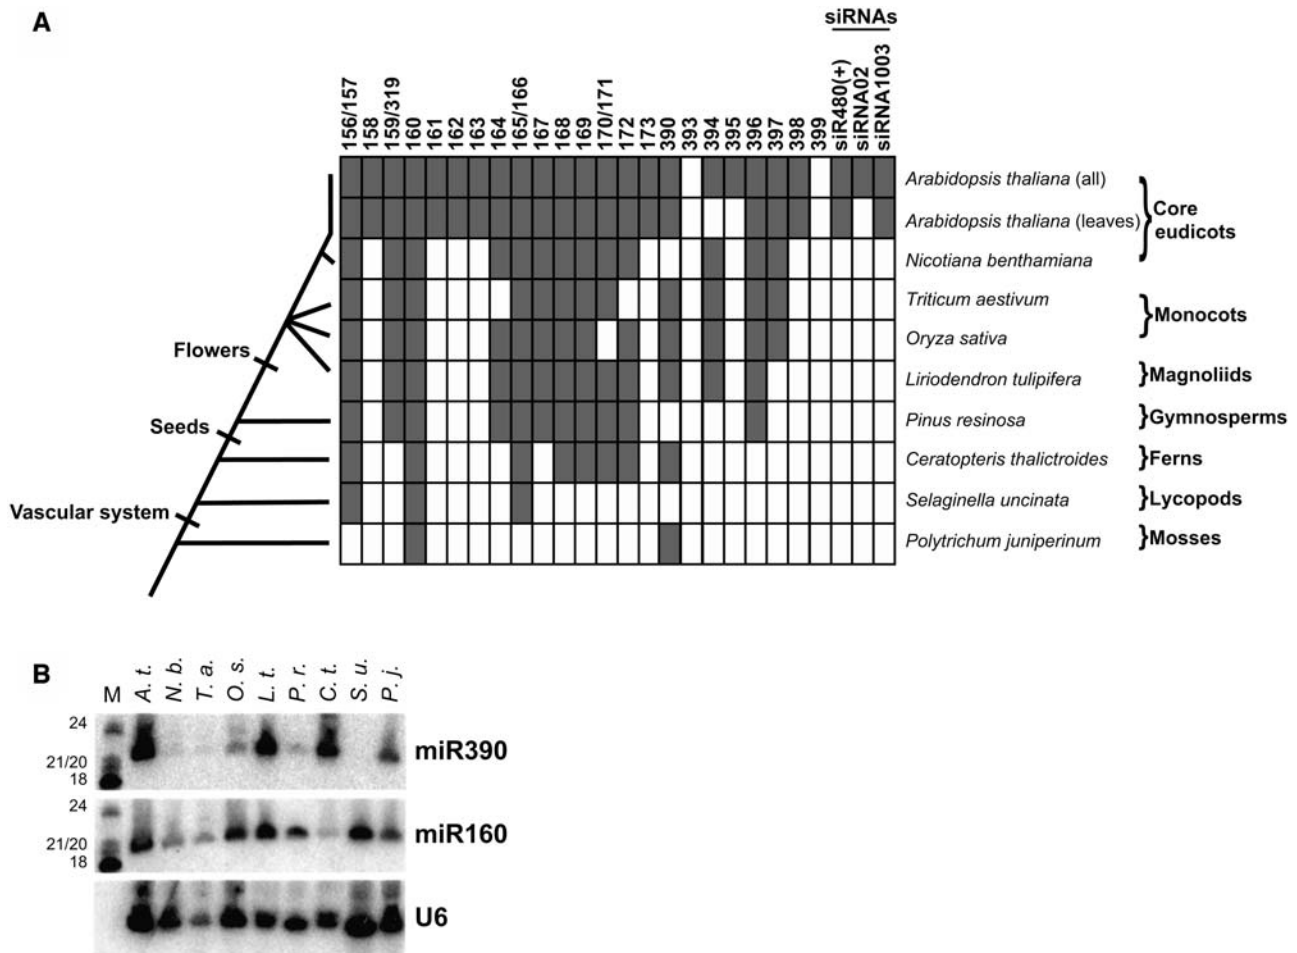 A
siRNAs
156/157
158
159/319
160
161
162
163
164
165/166
167
168
169
170/171
172
173
390
393
394
395
396
397
398
399
siR480(+)
siRNA02
siRNA1003
Arabidopsis thaliana (all)
Arabidopsis thaliana (leaves)
Nicotiana benthamiana
Triticum aestivum
Oryza sativa
Liriodendron tulipifera
Pinus resinosa
Ceratopteris thalictroides
Selaginella uncinata
Polytrichum juniperinum
Core
eudicots
Monocots
Magnoliids
Gymnosperms
Ferns
Lycopods
Mosses
Flowers
Seeds
Vascular system
B
M
A. t.
N. b.
T. a.
O. s.
L. t.
P. r.
C. t.
S. u.
P. j.
24
21/20
18
miR390
24
21/20
18
miR160
U6